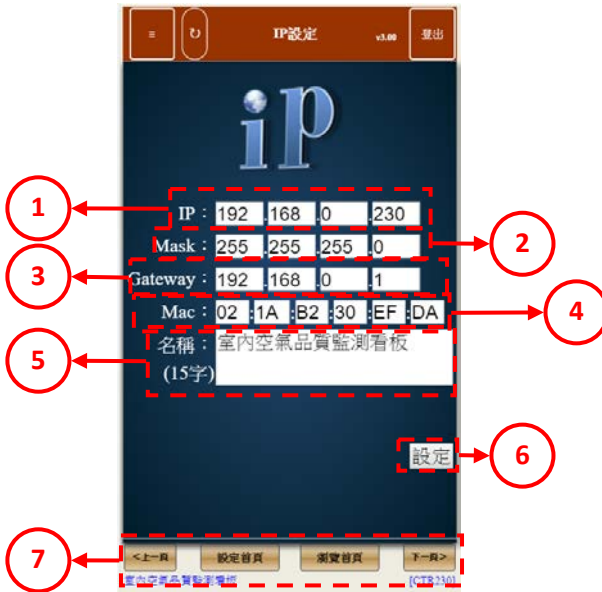 ≡ ↻ IP設定 v3.00 登出
ip
1 IP : 192 .168 .0 .230
Mask : 255 .255 .255 .0 2
3 Gateway : 192 .168 .0 .1
Mac : 02 :1A :B2 :30 :EF :DA 4
5 名稱 : 室內空氣品質監測看板
(15字)
設定 6
7 <上一頁 設定首頁 瀏覽首頁 下一頁>
室內空氣品質監測看板 [CTR230]